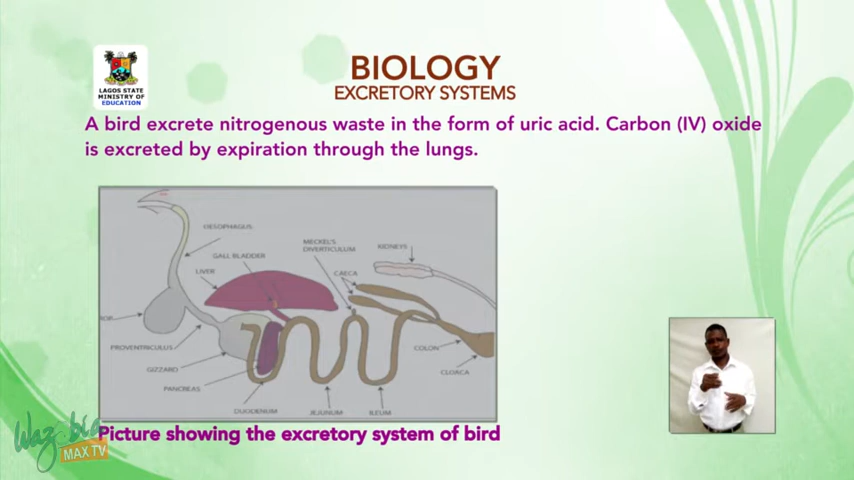 BIOLOGY
EXCRETORY SYSTEMS
LAGOS STATE
MINISTRY OF
EDUCATION
A bird excrete nitrogenous waste in the form of uric acid. Carbon (IV) oxide
is excreted by expiration through the lungs.
OESOPHAGUS:
GALL BLADDER
LIVER
MECKEL'S
DIVERTICULUM
KIDNEYS
CAECA
PROVENTRICULUS
GIZZARD
PANCREAS
DUODENUM
JEJUNUM
ILEUM
COLON
CLOACA
Picture showing the excretory system of bird
Wazobia
MAX TV